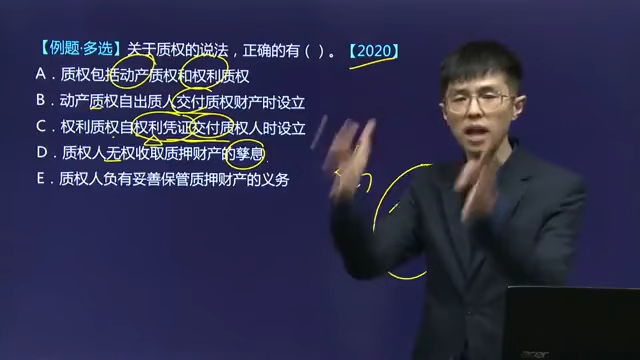 【例题·多选】关于质权的说法，正确的有（ ）。【2020】
A．质权包括动产质权和权利质权
B．动产质权自出质人交付质权财产时设立
C．权利质权自权利凭证交付质权人时设立
D．质权人无权收取质押财产的孳息
E．质权人负有妥善保管质押财产的义务
acer